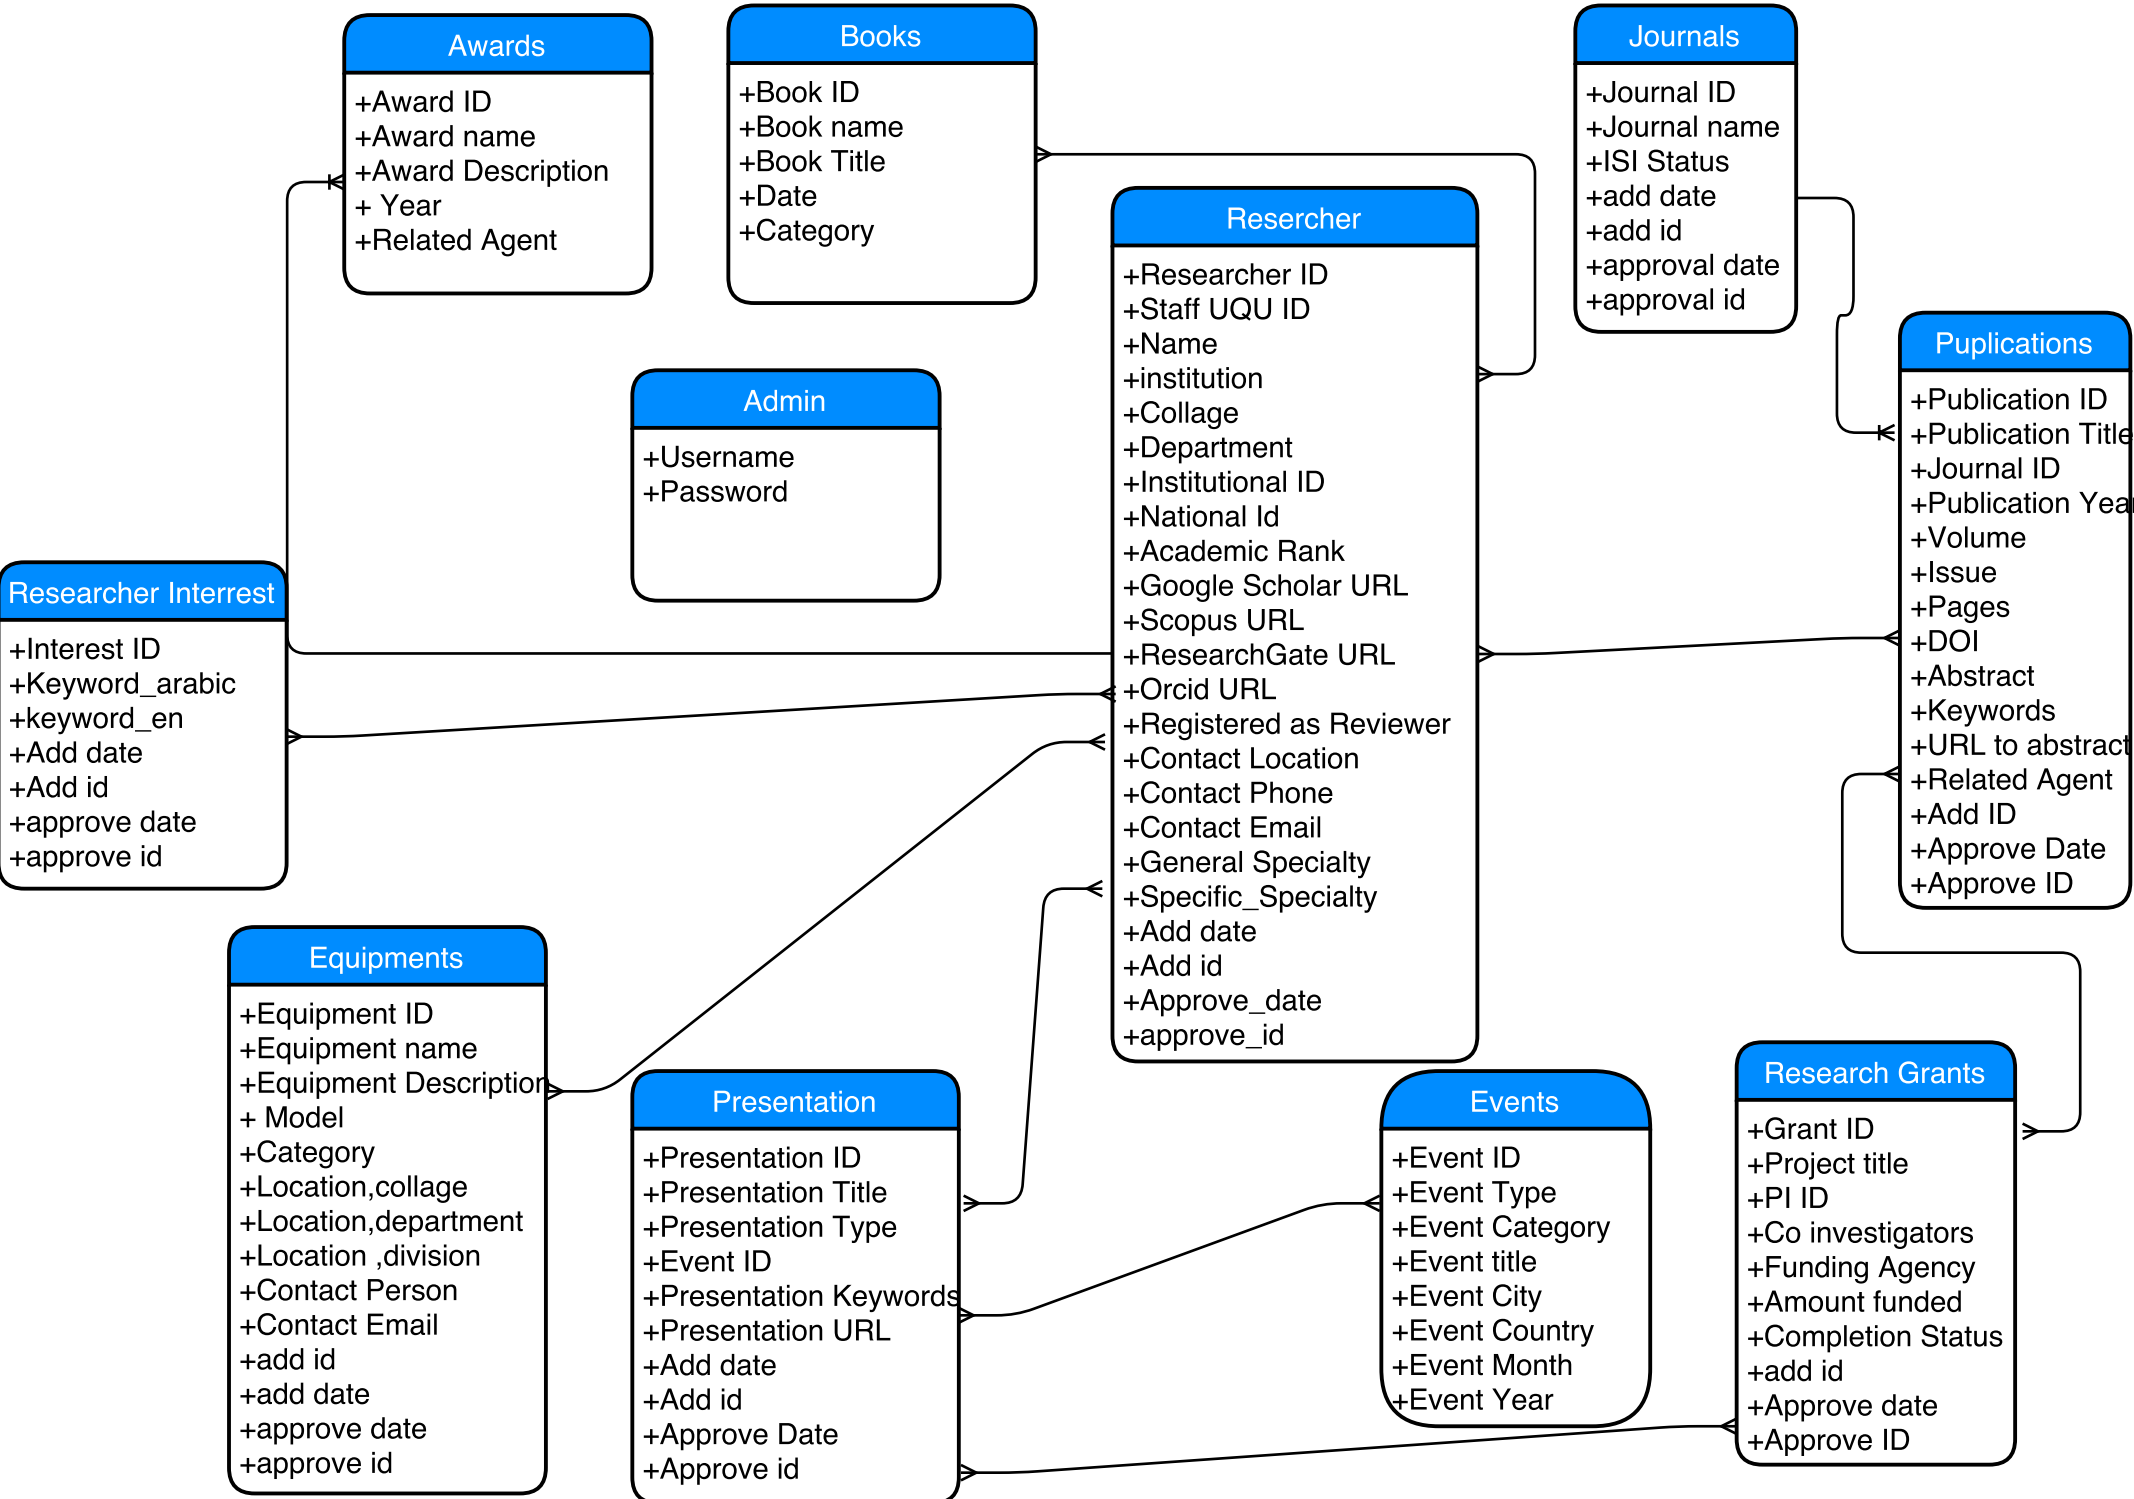 Awards
+Award ID
+Award name
+Award Description
+ Year
+Related Agent
Books
+Book ID
+Book name
+Book Title
+Date
+Category
Journals
+Journal ID
+Journal name
+ISI Status
+add date
+add id
+approval date
+approval id
Resercher
+Researcher ID
+Staff UQU ID
+Name
+institution
+Collage
+Department
+Institutional ID
+National Id
+Academic Rank
+Google Scholar URL
+Scopus URL
+ResearchGate URL
+Orcid URL
+Registered as Reviewer
+Contact Location
+Contact Phone
+Contact Email
+General Specialty
+Specific_Specialty
+Add date
+Add id
+Approve_date
+approve_id
Puplications
+Publication ID
+Publication Title
+Journal ID
+Publication Year
+Volume
+Issue
+Pages
+DOI
+Abstract
+Keywords
+URL to abstract
+Related Agent
+Add ID
+Approve Date
+Approve ID
Admin
+Username
+Password
Researcher Interrest
+Interest ID
+Keyword_arabic
+keyword_en
+Add date
+Add id
+approve date
+approve id
Equipments
+Equipment ID
+Equipment name
+Equipment Description
+ Model
+Category
+Location,collage
+Location,department
+Location ,division
+Contact Person
+Contact Email
+add id
+add date
+approve date
+approve id
Presentation
+Presentation ID
+Presentation Title
+Presentation Type
+Event ID
+Presentation Keywords
+Presentation URL
+Add date
+Add id
+Approve Date
+Approve id
Events
+Event ID
+Event Type
+Event Category
+Event title
+Event City
+Event Country
+Event Month
+Event Year
Research Grants
+Grant ID
+Project title
+PI ID
+Co investigators
+Funding Agency
+Amount funded
+Completion Status
+add id
+Approve date
+Approve ID